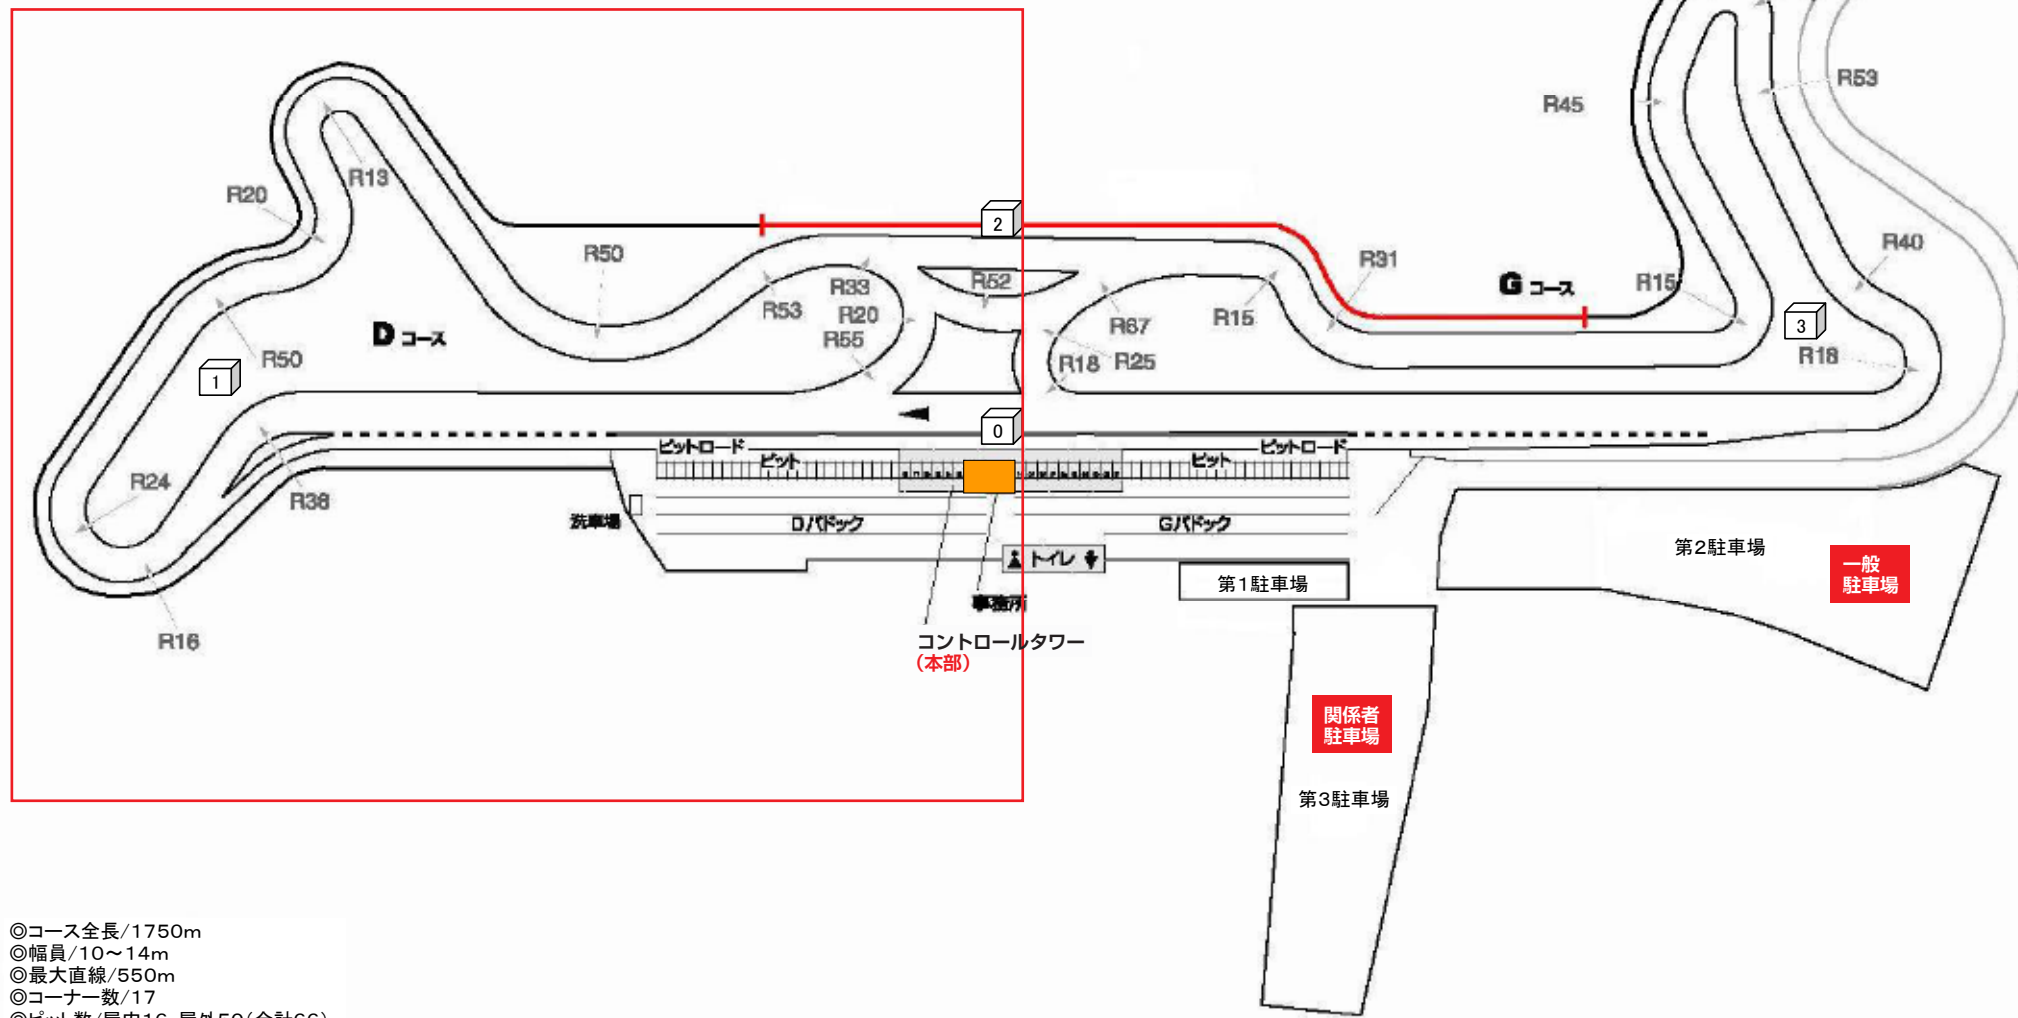 R53
R45
R13
R20
2
R40
R50
R31
R52
R33
G コース
R15
R53
R20
R67
R15
3
D コース
R55
R18
R25
R18
R50
1
0
ピットロード
ピット
ピット
ピットロード
R24
R38
洗車場
Dパドック
Gパドック
トイレ
第2駐車場
一般
駐車場
第1駐車場
事務所
R16
コントロールタワー
(本部)
関係者
駐車場
第3駐車場
◎コース全長/1750m
◎幅員/10〜14m
◎最大直線/550m
◎コーナー数/17